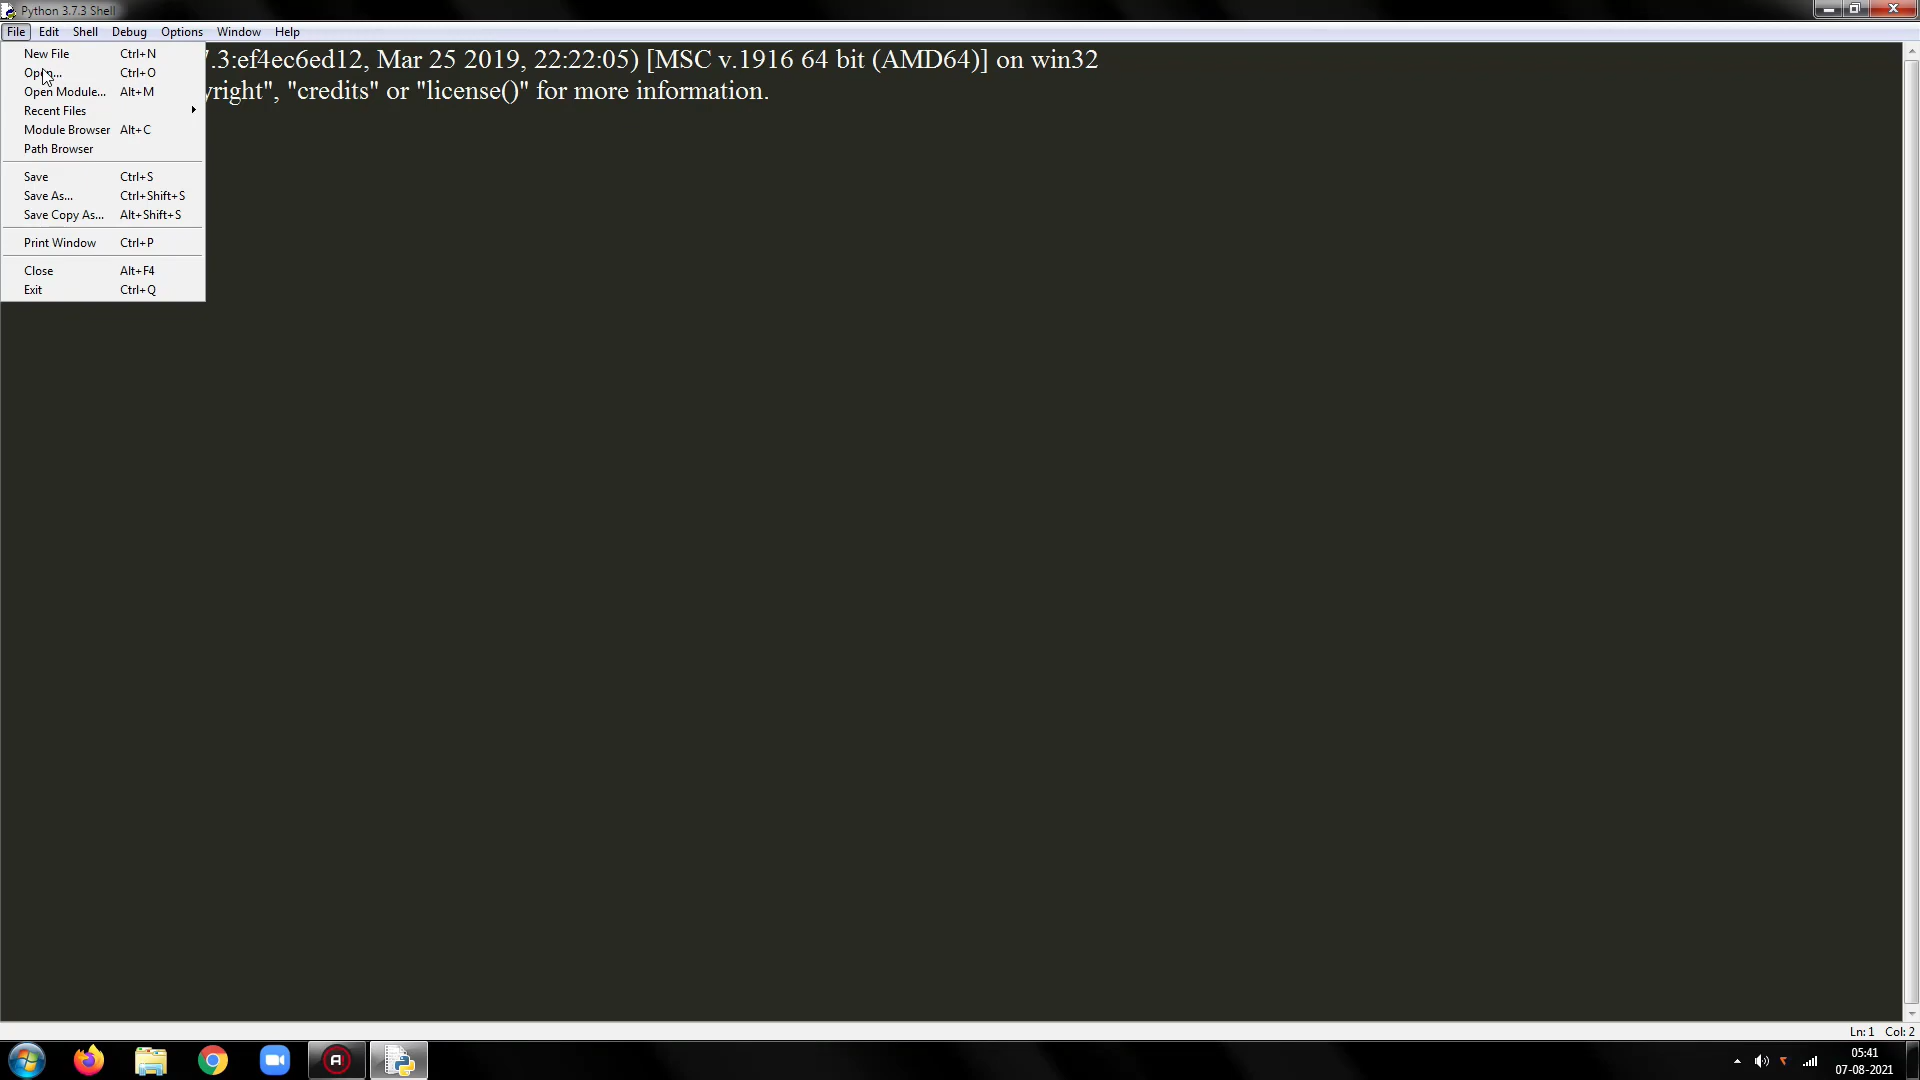 Python 3.7.3 Shell
File Edit Shell Debug Options Window Help
New File Ctrl+N
Ctrl+O
Open Module... Alt+M
Recent Files
Module Browser Alt+C
Path Browser
Save Ctrl+S
Save As... Ctrl+Shift+S
Save Copy As... Alt+Shift+S
Print Window Ctrl+P
Close Alt+F4
Exit Ctrl+Q
.3:ef4ec6ed12, Mar 25 2019, 22:22:05) [MSC v.1916 64 bit (AMD64)] on win32
yright", "credits" or "license()" for more information.
Ln: 1 Col: 2
05:41
07-08-2021